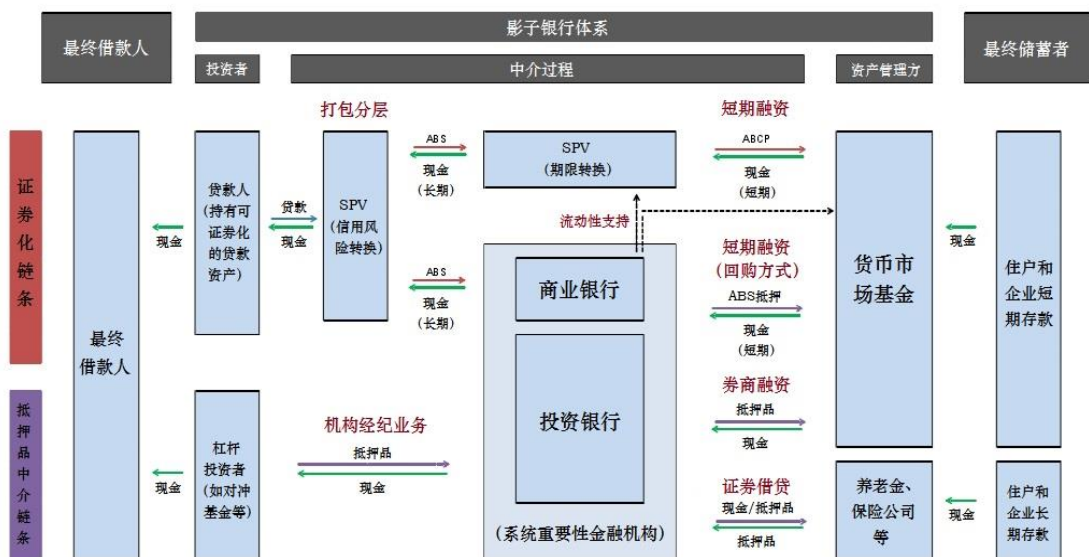 最终借款人
影子银行体系
最终储蓄者
投资者
中介过程
资产管理方
打包分层
短期融资
证
券
化
链
条
最终
借款人
现金
贷款人
(持有可
证券化
的贷款
资产)
贷款
现金
SPV
(信用风
险转换)
ABS
现金
(长期)
SPV
(期限转换)
ABCP
现金
(短期)
流动性支持
ABS
现金
(长期)
商业银行
短期融资
(回购方式)
ABS抵押
现金
(短期)
货币市
场基金
现金
住户和
企业短
期存款
抵
押
品
中
介
链
条
现金
杠杆
投资者
(如对冲
基金等)
机构经纪业务
抵押品
现金
投资银行
(系统重要性金融机构)
券商融资
抵押品
现金
证券借贷
现金/抵押品
抵押品
养老金、
保险公司
等
现金
住户和
企业长
期存款